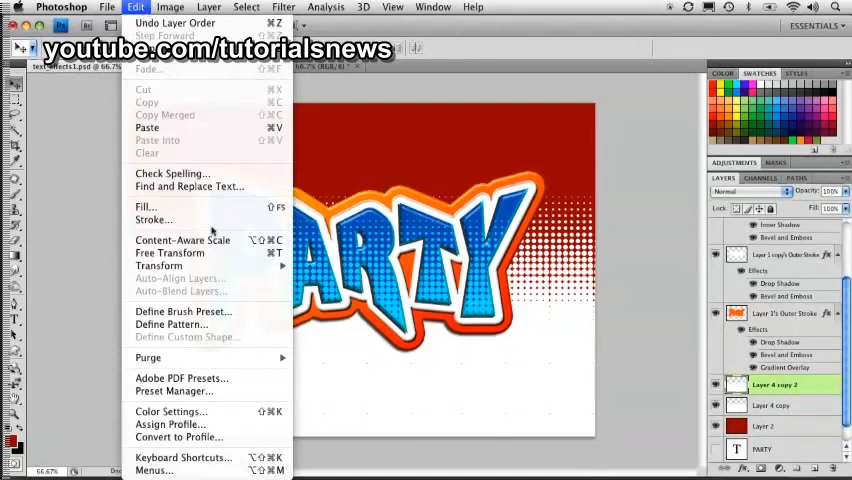 Photoshop File Edit Image Layer Select Filter Analysis 3D View Window Help
Undo Layer Order ⌘Z
Step Forward
youtube.com/tutorialsnews
ESSENTIALS
text_effects1.psd @ 66.7%
Fade... ⇧⌘F
Cut ⌘X
Copy ⌘C
Copy Merged ⇧⌘C
Paste ⌘V
Paste Into ⇧⌘V
Clear
Check Spelling...
Find and Replace Text...
Fill... ⇧F5
Stroke...
Content-Aware Scale ⌥⇧⌘C
Free Transform ⌘T
Transform
Auto-Align Layers...
Auto-Blend Layers...
Define Brush Preset...
Define Pattern...
Define Custom Shape...
Purge
Adobe PDF Presets...
Preset Manager...
Color Settings... ⇧⌘K
Assign Profile...
Convert to Profile...
Keyboard Shortcuts... ⌥⇧⌘K
Menus... ⌥⇧⌘M
ARTY
COLOR SWATCHES STYLES
ADJUSTMENTS MASKS
LAYERS CHANNELS PATHS
Normal Opacity: 100%
Lock: Fill: 100%
Inner Shadow
Bevel and Emboss
Layer 1 copy's Outer Stroke fx
Effects
Drop Shadow
Bevel and Emboss
Layer 1's Outer Stroke fx
Effects
Drop Shadow
Bevel and Emboss
Gradient Overlay
Layer 4 copy 2
Layer 4 copy
Layer 2
T PARTY
66.67%